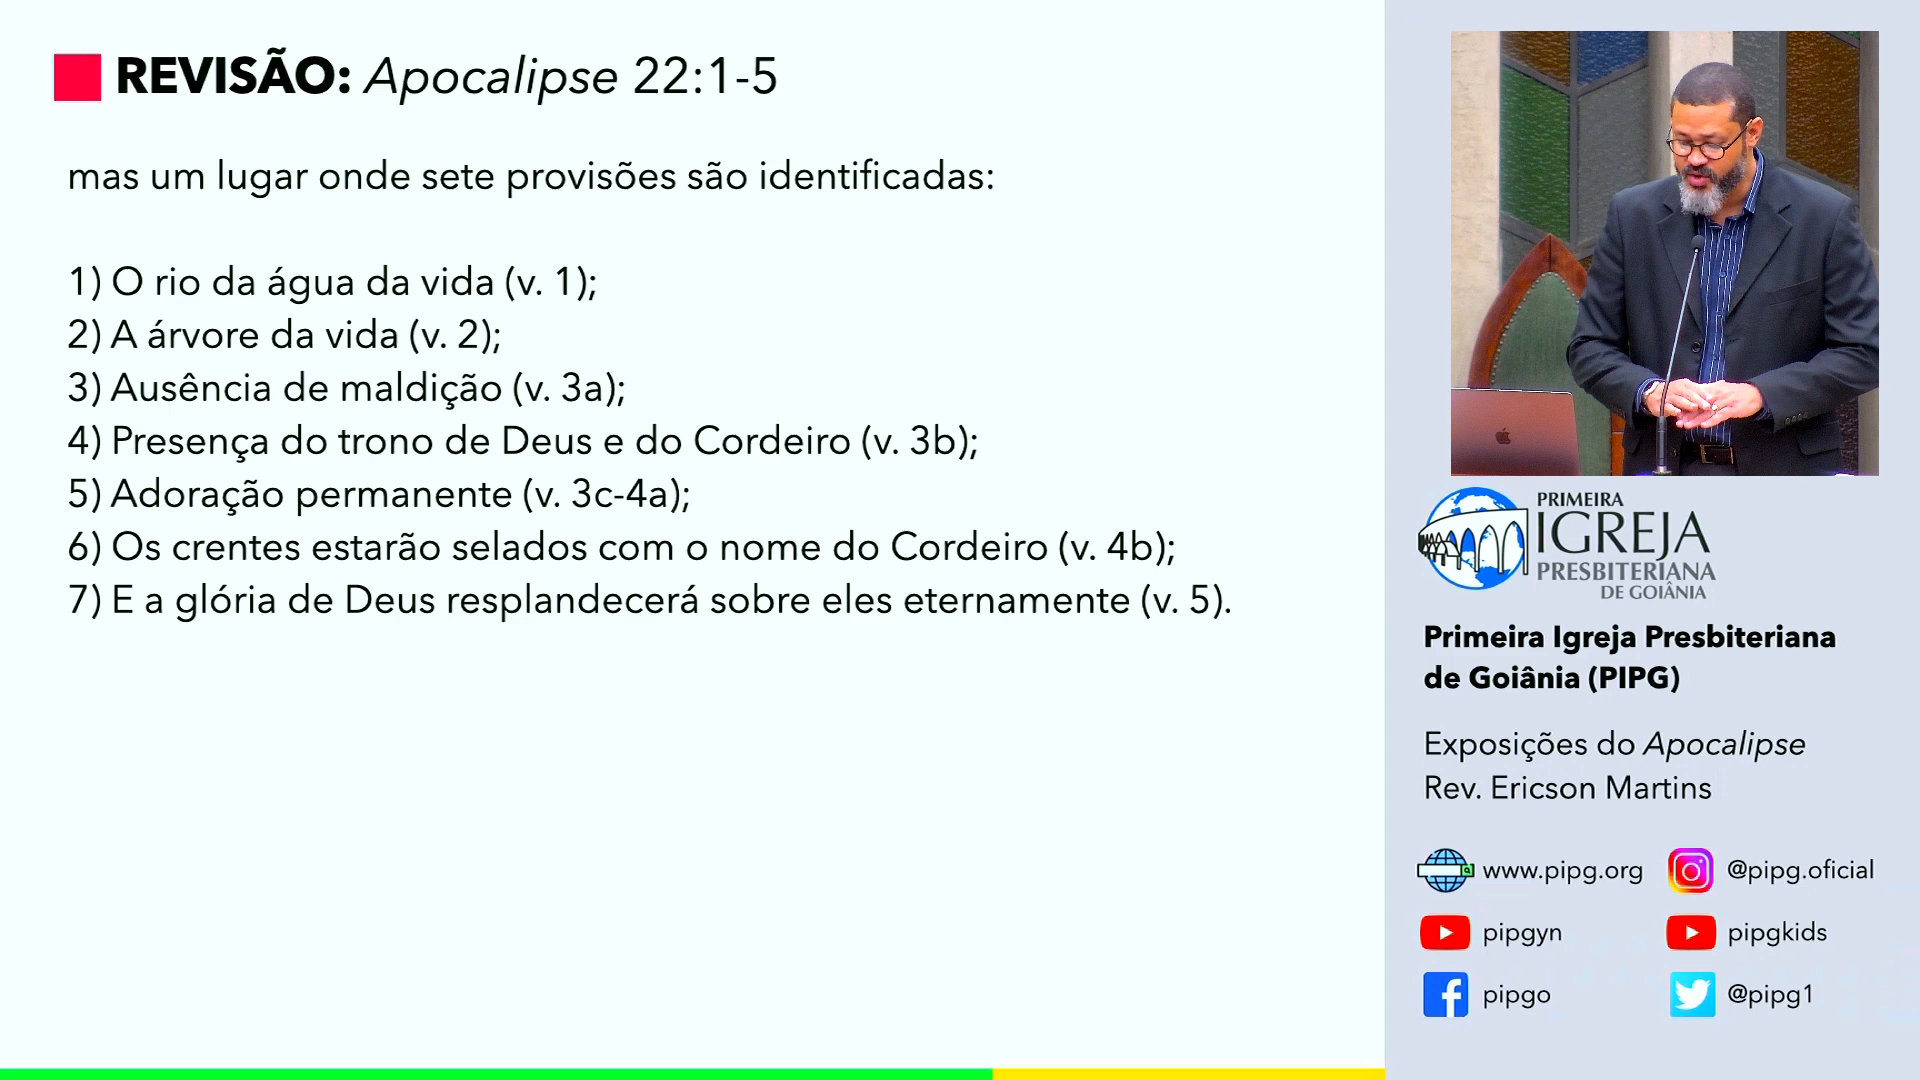 REVISÃO: Apocalipse 22:1-5
mas um lugar onde sete provisões são identificadas:
1) O rio da água da vida (v. 1);
2) A árvore da vida (v. 2);
3) Ausência de maldição (v. 3a);
4) Presença do trono de Deus e do Cordeiro (v. 3b);
5) Adoração permanente (v. 3c-4a);
6) Os crentes estarão selados com o nome do Cordeiro (v. 4b);
7) E a glória de Deus resplandecerá sobre eles eternamente (v. 5).
PRIMEIRA
IGREJA
PRESBITERIANA
DE GOIÂNIA
Primeira Igreja Presbiteriana
de Goiânia (PIPG)
Exposições do Apocalipse
Rev. Ericson Martins
www.pipg.org
@pipg.oficial
pipgyn
pipgkids
pipgo
@pipg1